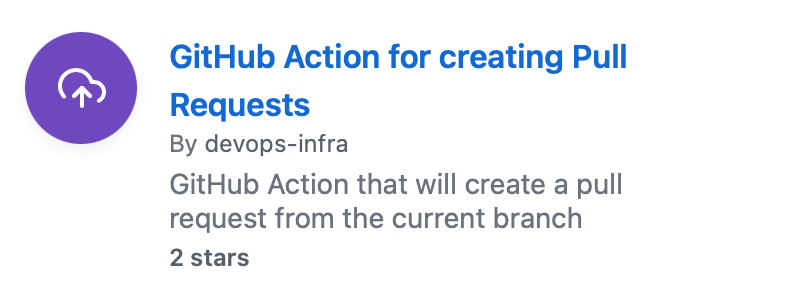 GitHub Action for creating Pull
Requests
By devops-infra
GitHub Action that will create a pull
request from the current branch
2 stars